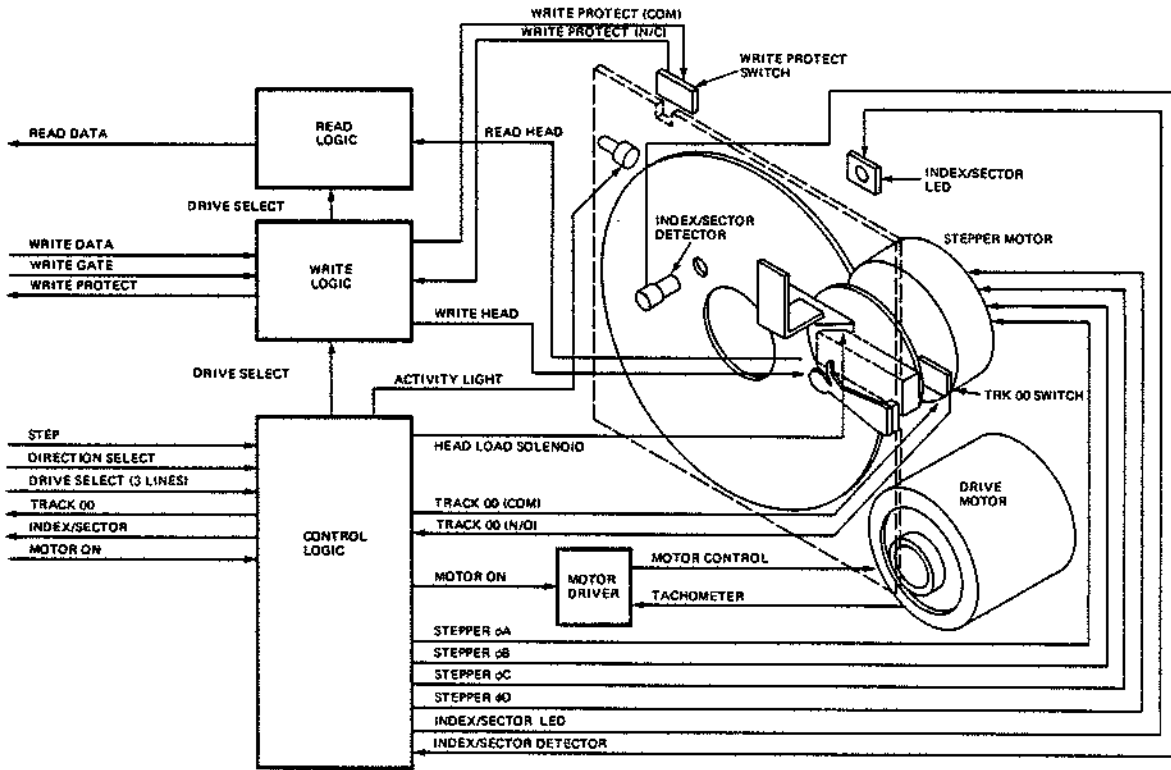 WRITE PROTECT (COM)
WRITE PROTECT (N/C)
WRITE PROTECT
SWITCH
READ DATA
READ
LOGIC
READ HEAD
INDEX/SECTOR
LED
DRIVE SELECT
INDEX/SECTOR
DETECTOR
STEPPER MOTOR
WRITE DATA
WRITE GATE
WRITE PROTECT
WRITE
LOGIC
WRITE HEAD
DRIVE SELECT
ACTIVITY LIGHT
TRK 00 SWITCH
STEP
DIRECTION SELECT
DRIVE SELECT (3 LINES)
TRACK 00
INDEX/SECTOR
MOTOR ON
CONTROL
LOGIC
HEAD LOAD SOLENOID
TRACK 00 (COM)
TRACK 00 (N/O)
DRIVE
MOTOR
MOTOR ON
MOTOR
DRIVER
MOTOR CONTROL
TACHOMETER
STEPPER øA
STEPPER øB
STEPPER øC
STEPPER øD
INDEX/SECTOR LED
INDEX/SECTOR DETECTOR